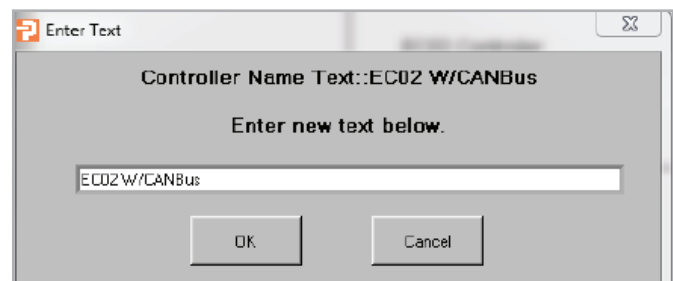 Enter Text
Controller Name Text::EC02 W/CANBus
Enter new text below.
EC02 W/CANBus
OK
Cancel